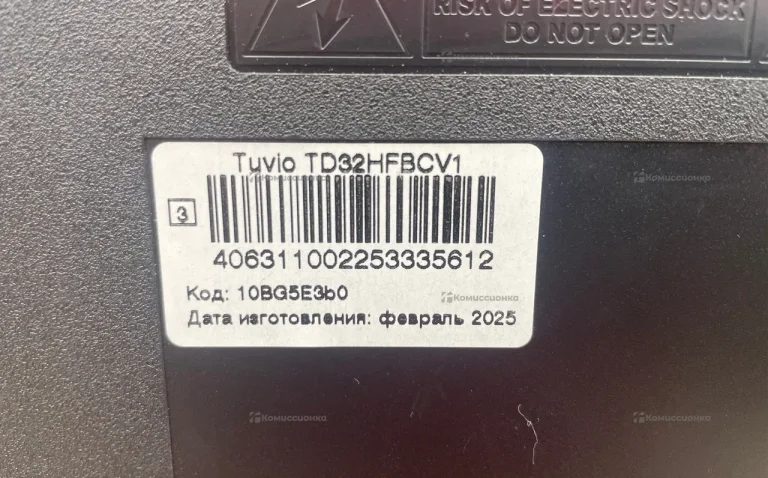 RISK OF ELECTRIC SHOCK
DO NOT OPEN
Tuvio TD32HFBCV1
3
406311002253335612
Код: 10BG5E3b0
Дата изготовления: февраль 2025
Комиссионка
Комиссионка
Комиссионка
Комиссионка
Комиссионка